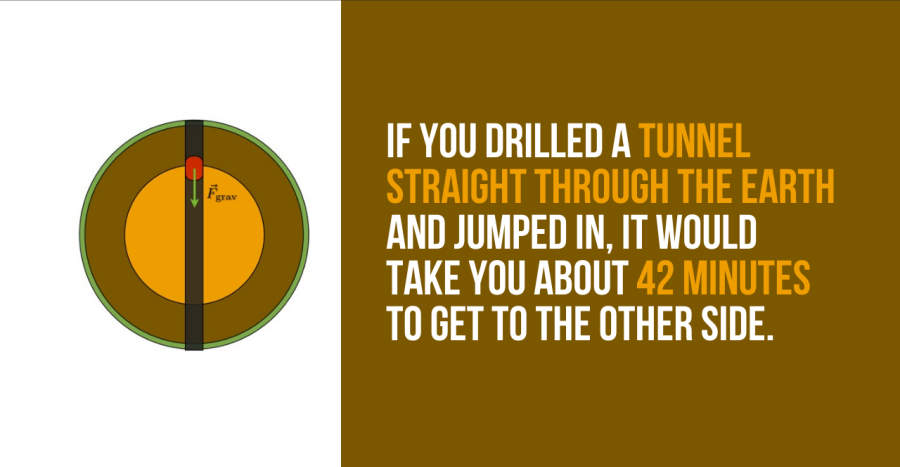 F⃗grav
IF YOU DRILLED A TUNNEL
STRAIGHT THROUGH THE EARTH
AND JUMPED IN, IT WOULD
TAKE YOU ABOUT 42 MINUTES
TO GET TO THE OTHER SIDE.